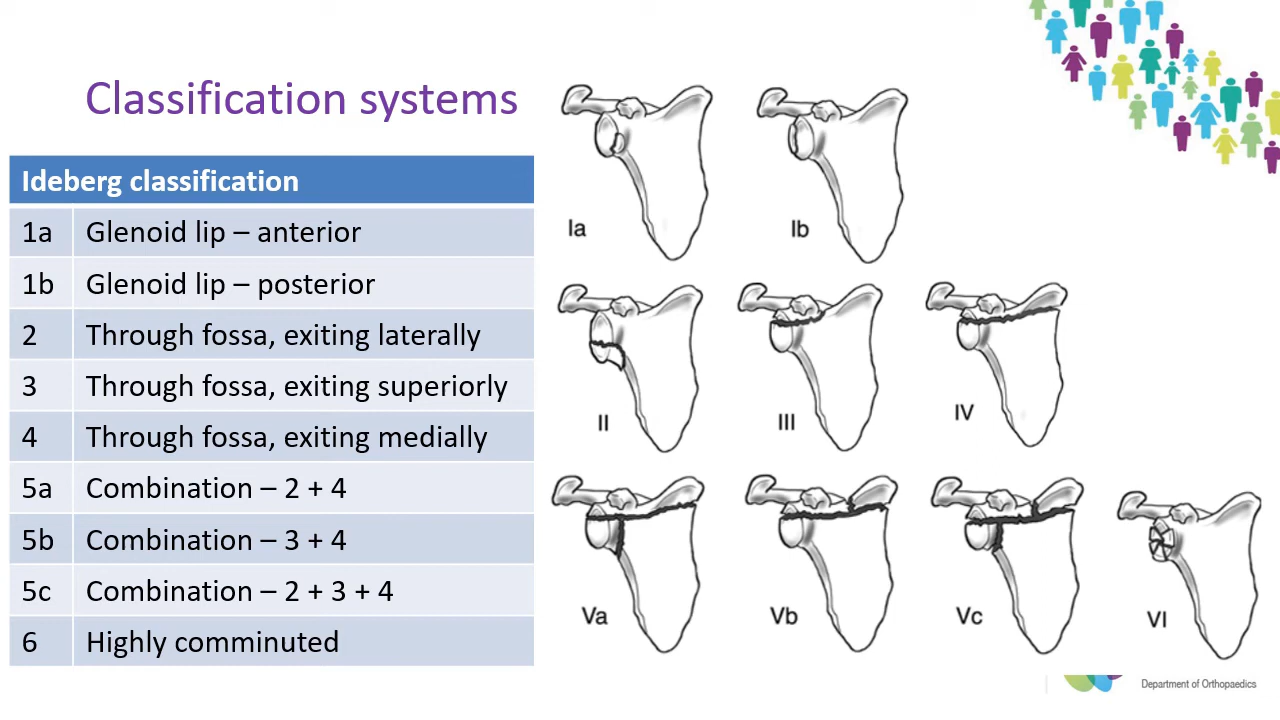 Classification systems
Ideberg classification
1a Glenoid lip – anterior
1b Glenoid lip – posterior
2 Through fossa, exiting laterally
3 Through fossa, exiting superiorly
4 Through fossa, exiting medially
5a Combination – 2 + 4
5b Combination – 3 + 4
5c Combination – 2 + 3 + 4
6 Highly comminuted
Ia Ib
II III IV
Va Vb Vc VI
Department of Orthopaedics